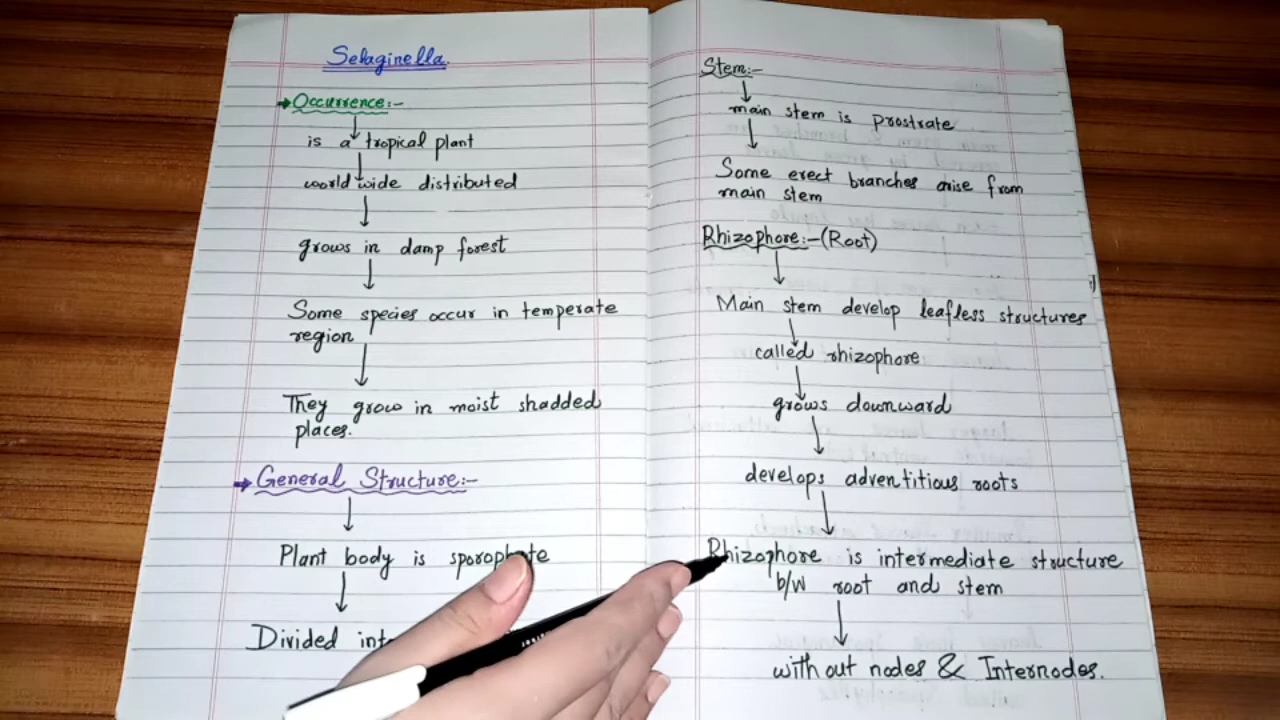 Selaginella.
→Occurrence:-
is a tropical plant
world wide distributed
grows in damp forest
Some species occur in temperate
region
They grow in moist shadded
places.
→General Structure:-
Plant body is sporophyte
Divided
Stem:-
main stem is prostrate
Some erect branches arise from
main stem
Rhizophore:-(Root)
Main stem develop leafless structures
called rhizophore
grows downward
develops adventitious roots
Rhizophore is intermediate structure
b/w root and stem
without nodes & Internodes.